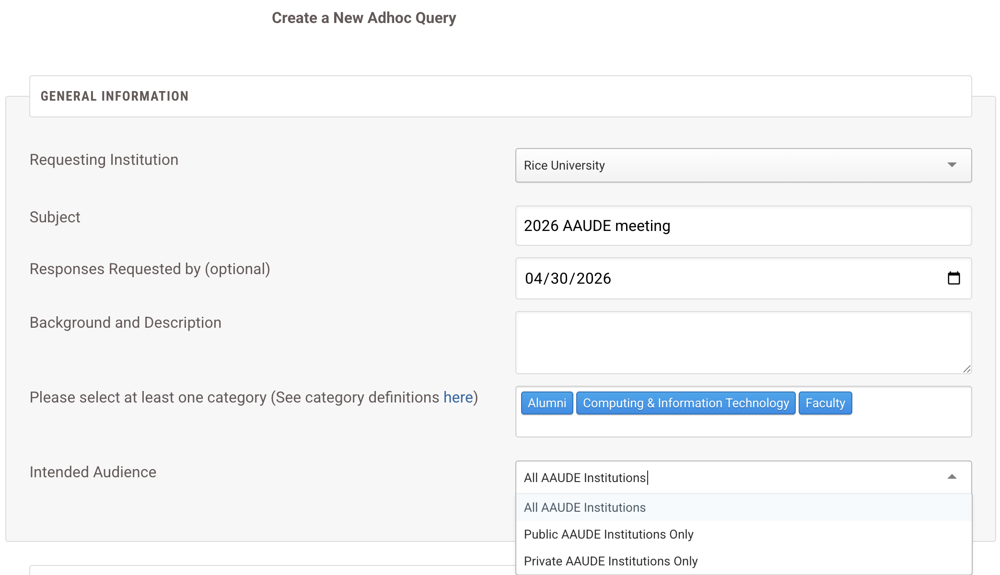 Create a New Adhoc Query
GENERAL INFORMATION
Requesting Institution
Rice University
Subject
2026 AAUDE meeting
Responses Requested by (optional)
04/30/2026
Background and Description
Please select at least one category (See category definitions here)
Alumni Computing & Information Technology Faculty
Intended Audience
All AAUDE Institutions
All AAUDE Institutions
Public AAUDE Institutions Only
Private AAUDE Institutions Only